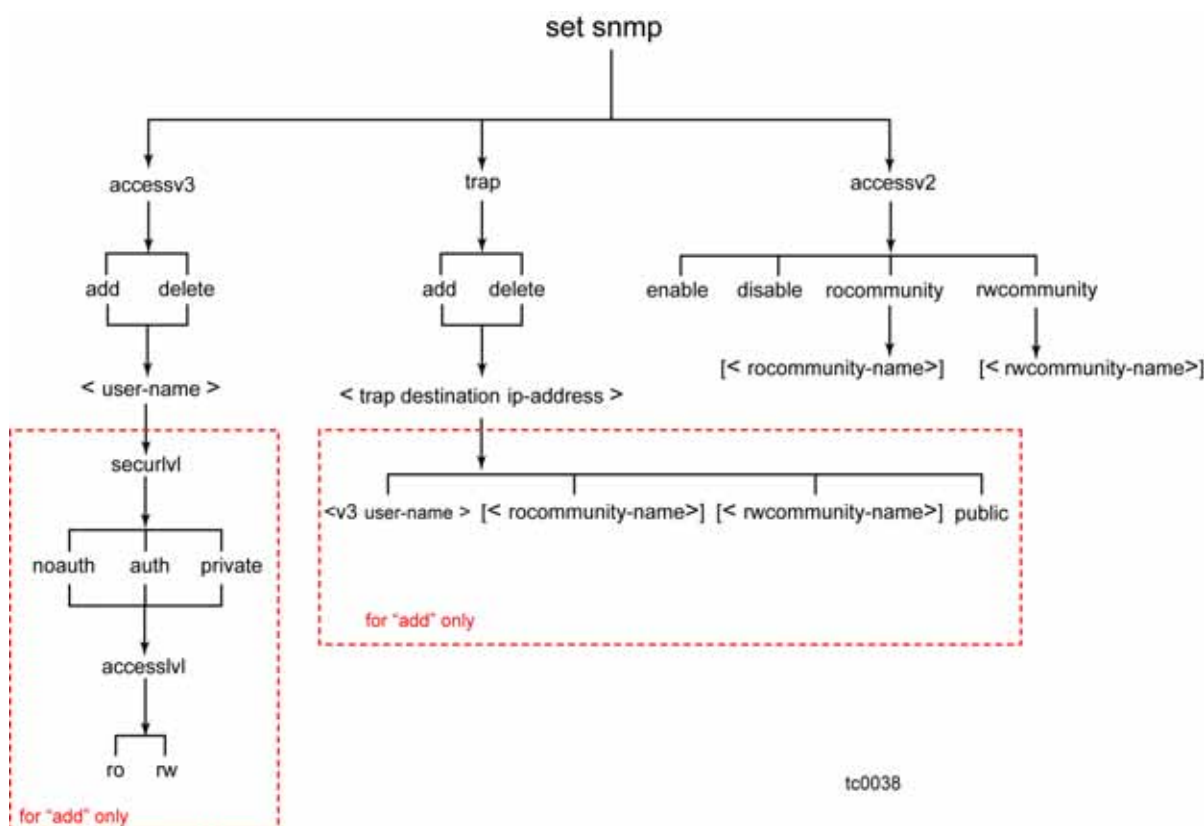 set snmp
accessv3 trap accessv2
add delete add delete enable disable rocommunity rwcommunity
[< rocommunity-name>] [< rwcommunity-name>]
< user-name > < trap destination ip-address >
securlvl
<v3 user-name > [< rocommunity-name>] [< rwcommunity-name>] public
noauth auth private
for “add” only
accesslvl
ro rw
tc0038
for “add” only